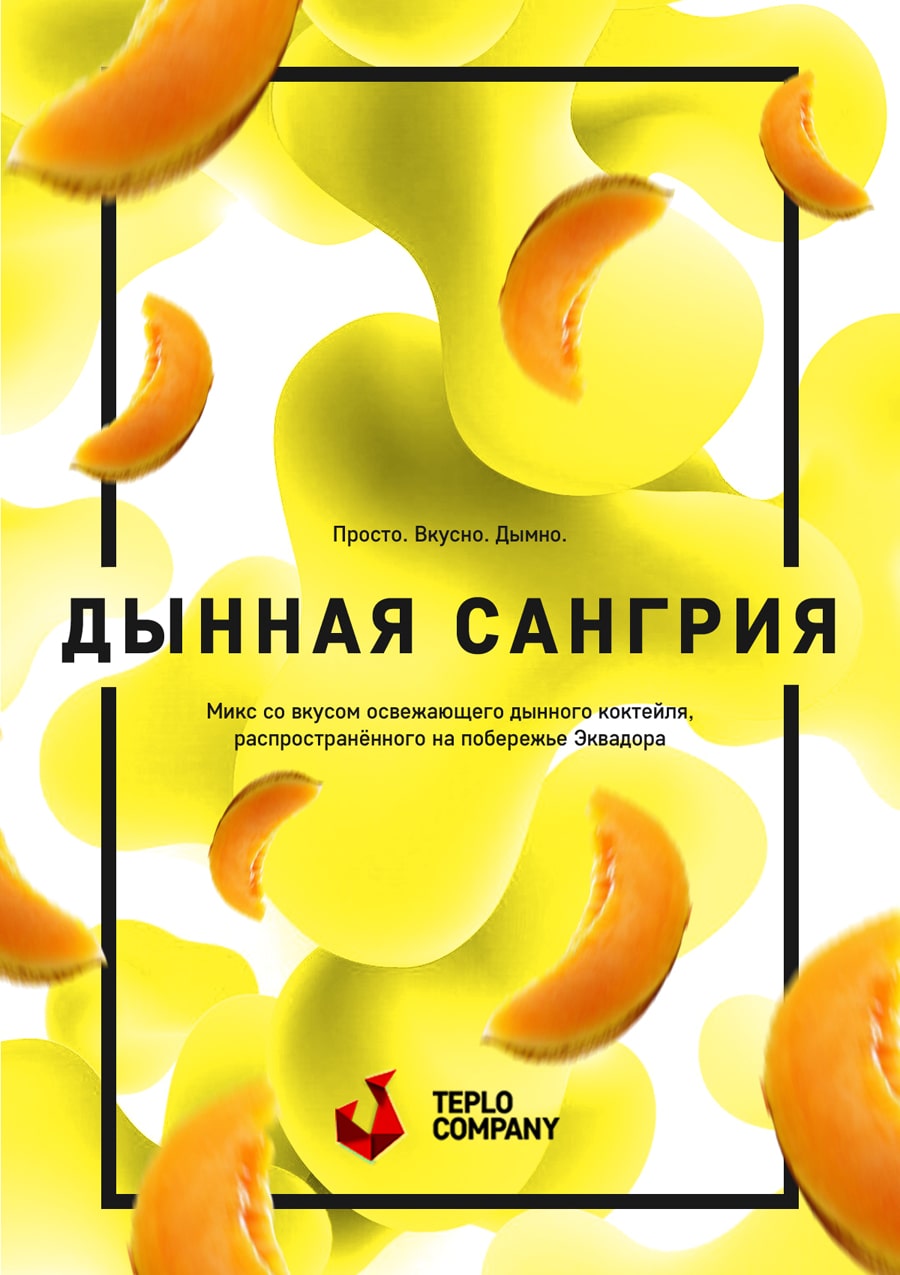 Просто. Вкусно. Дымно.
ДЫННАЯ САНГРИЯ
Микс со вкусом освежающего дынного коктейля,
распространённого на побережье Эквадора
TEPLO
COMPANY